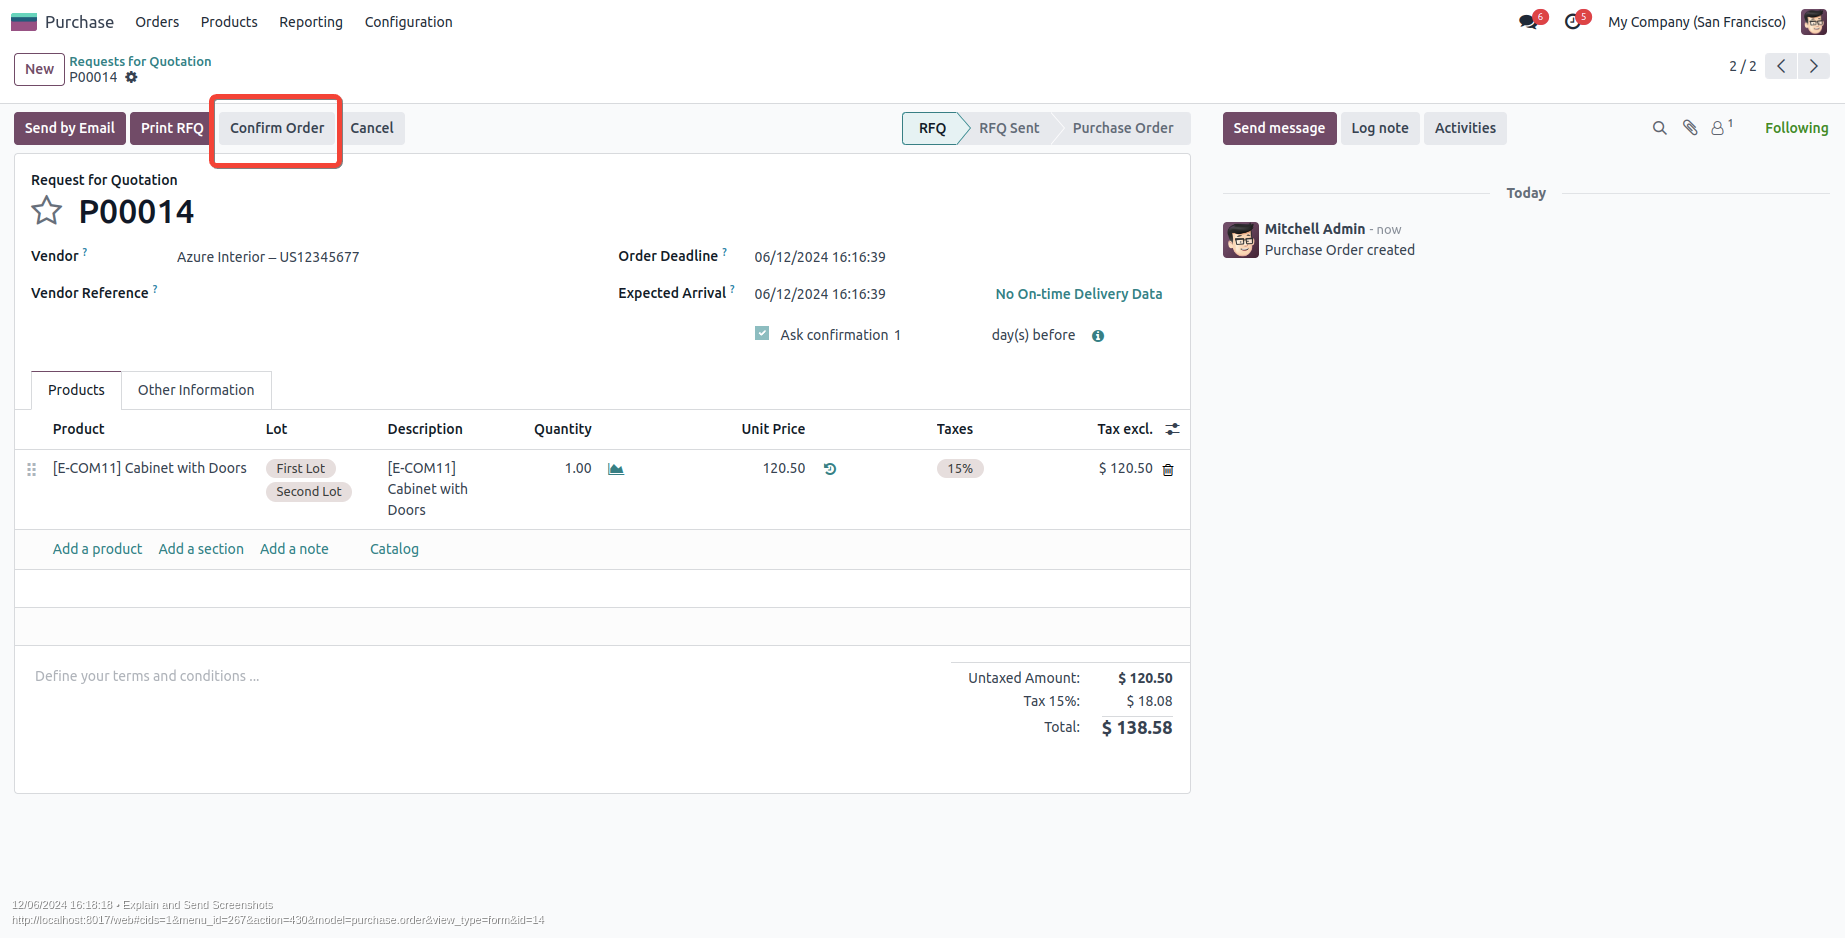 Purchase Orders Products Reporting Configuration
6 5 My Company (San Francisco)
New Requests for Quotation
P00014
2 / 2
Send by Email Print RFQ Confirm Order Cancel
RFQ RFQ Sent Purchase Order
Send message Log note Activities
1 Following
Request for Quotation
P00014
Vendor ? Azure Interior – US12345677
Order Deadline ? 06/12/2024 16:16:39
Vendor Reference ?
Expected Arrival ? 06/12/2024 16:16:39 No On-time Delivery Data
Ask confirmation 1 day(s) before
Today
Mitchell Admin - now
Purchase Order created
Products Other Information
Product Lot Description Quantity Unit Price Taxes Tax excl.
[E-COM11] Cabinet with Doors First Lot [E-COM11] 1.00 120.50 15% $ 120.50
Second Lot Cabinet with
Doors
Add a product Add a section Add a note Catalog
Define your terms and conditions ...
Untaxed Amount: $ 120.50
Tax 15%: $ 18.08
Total: $ 138.58
12/06/2024 16:18:18 • Explain and Send Screenshots
http://localhost:8017/web#cids=1&menu_id=267&action=430&model=purchase.order&view_type=form&id=14